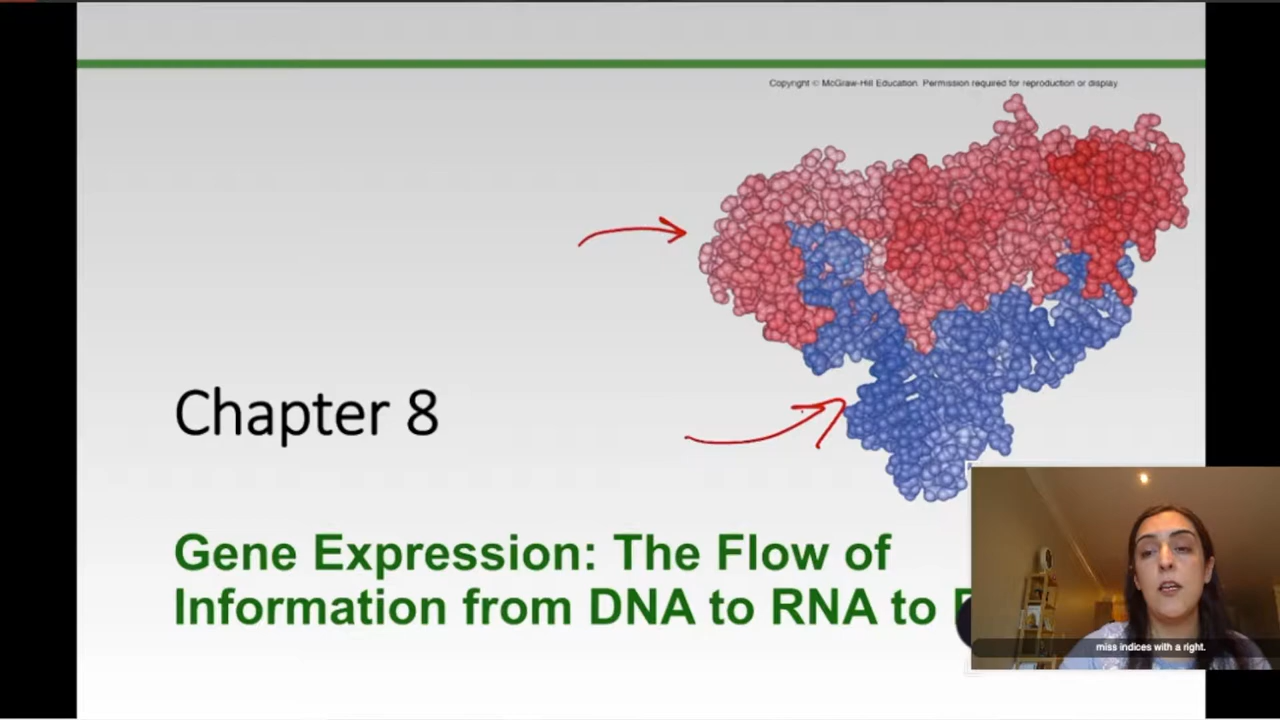 Copyright © McGraw-Hill Education. Permission required for reproduction or display
Chapter 8
Gene Expression: The Flow of
Information from DNA to RNA to
miss indices with a right.